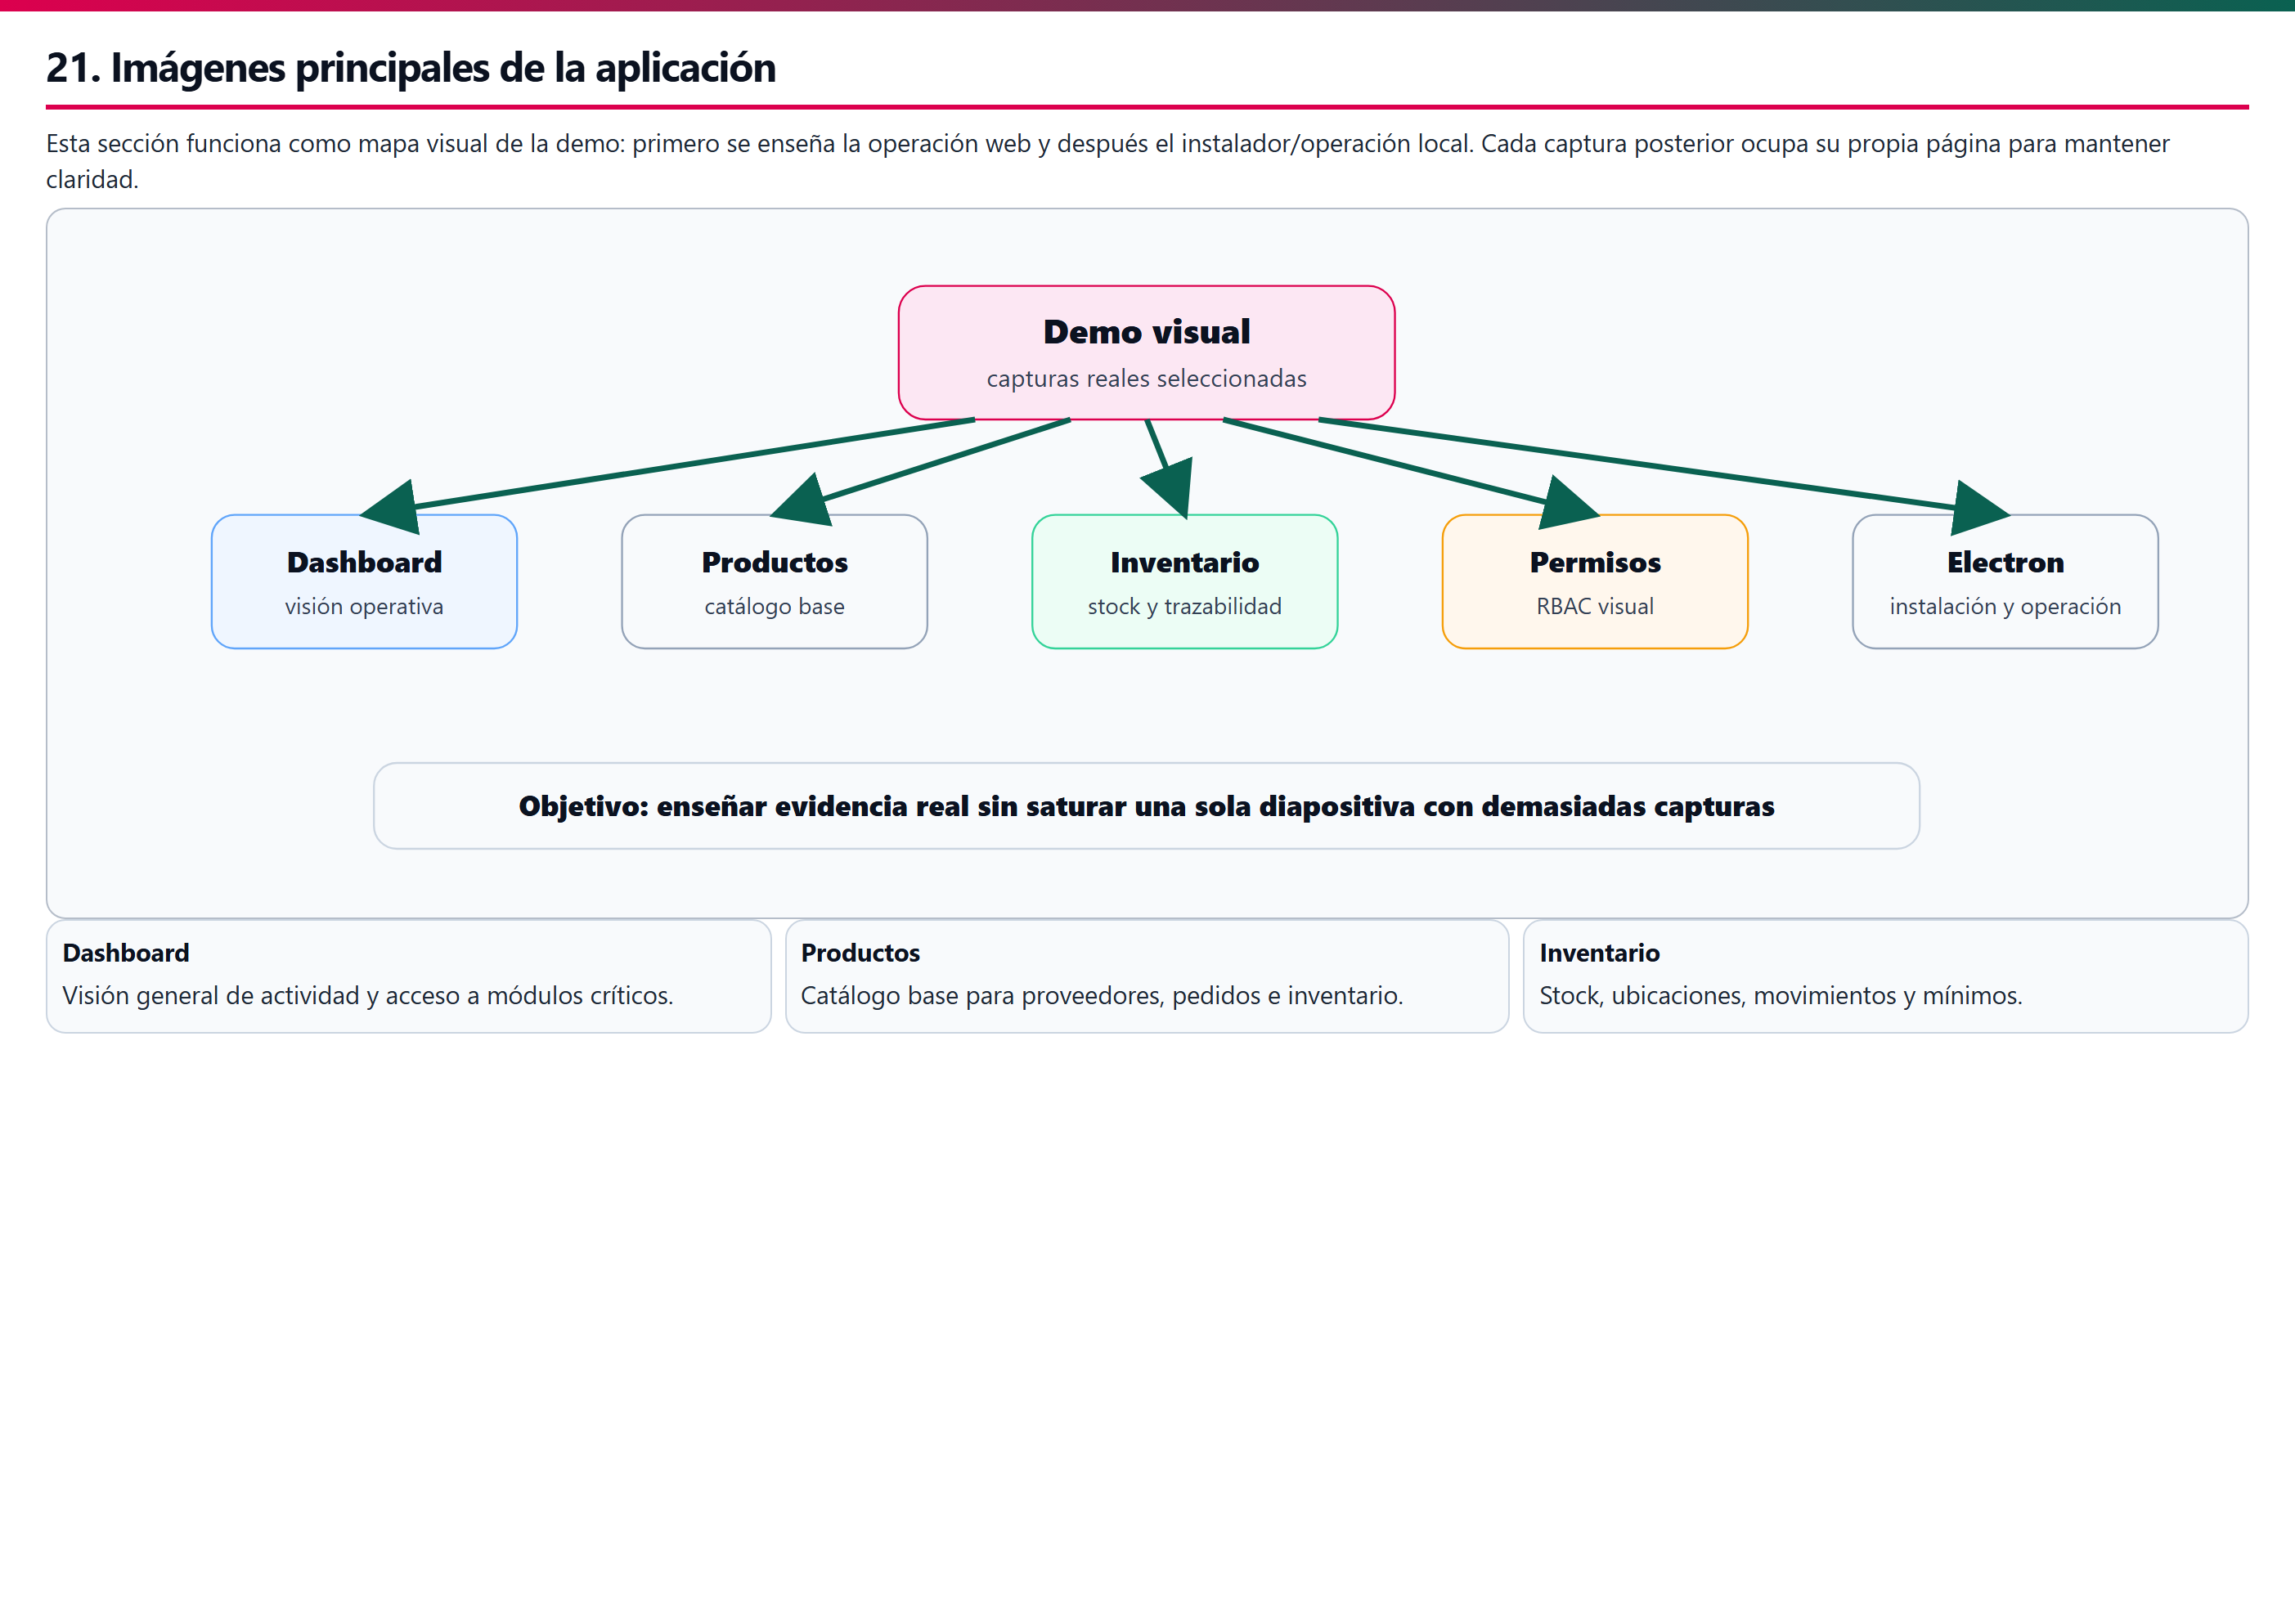 21. Imágenes principales de la aplicación
Esta sección funciona como mapa visual de la demo: primero se enseña la operación web y después el instalador/operación local. Cada captura posterior ocupa su propia página para mantener
claridad.
Demo visual
capturas reales seleccionadas
Dashboard
visión operativa
Productos
catálogo base
Inventario
stock y trazabilidad
Permisos
RBAC visual
Electron
instalación y operación
Objetivo: enseñar evidencia real sin saturar una sola diapositiva con demasiadas capturas
Dashboard
Visión general de actividad y acceso a módulos críticos.
Productos
Catálogo base para proveedores, pedidos e inventario.
Inventario
Stock, ubicaciones, movimientos y mínimos.